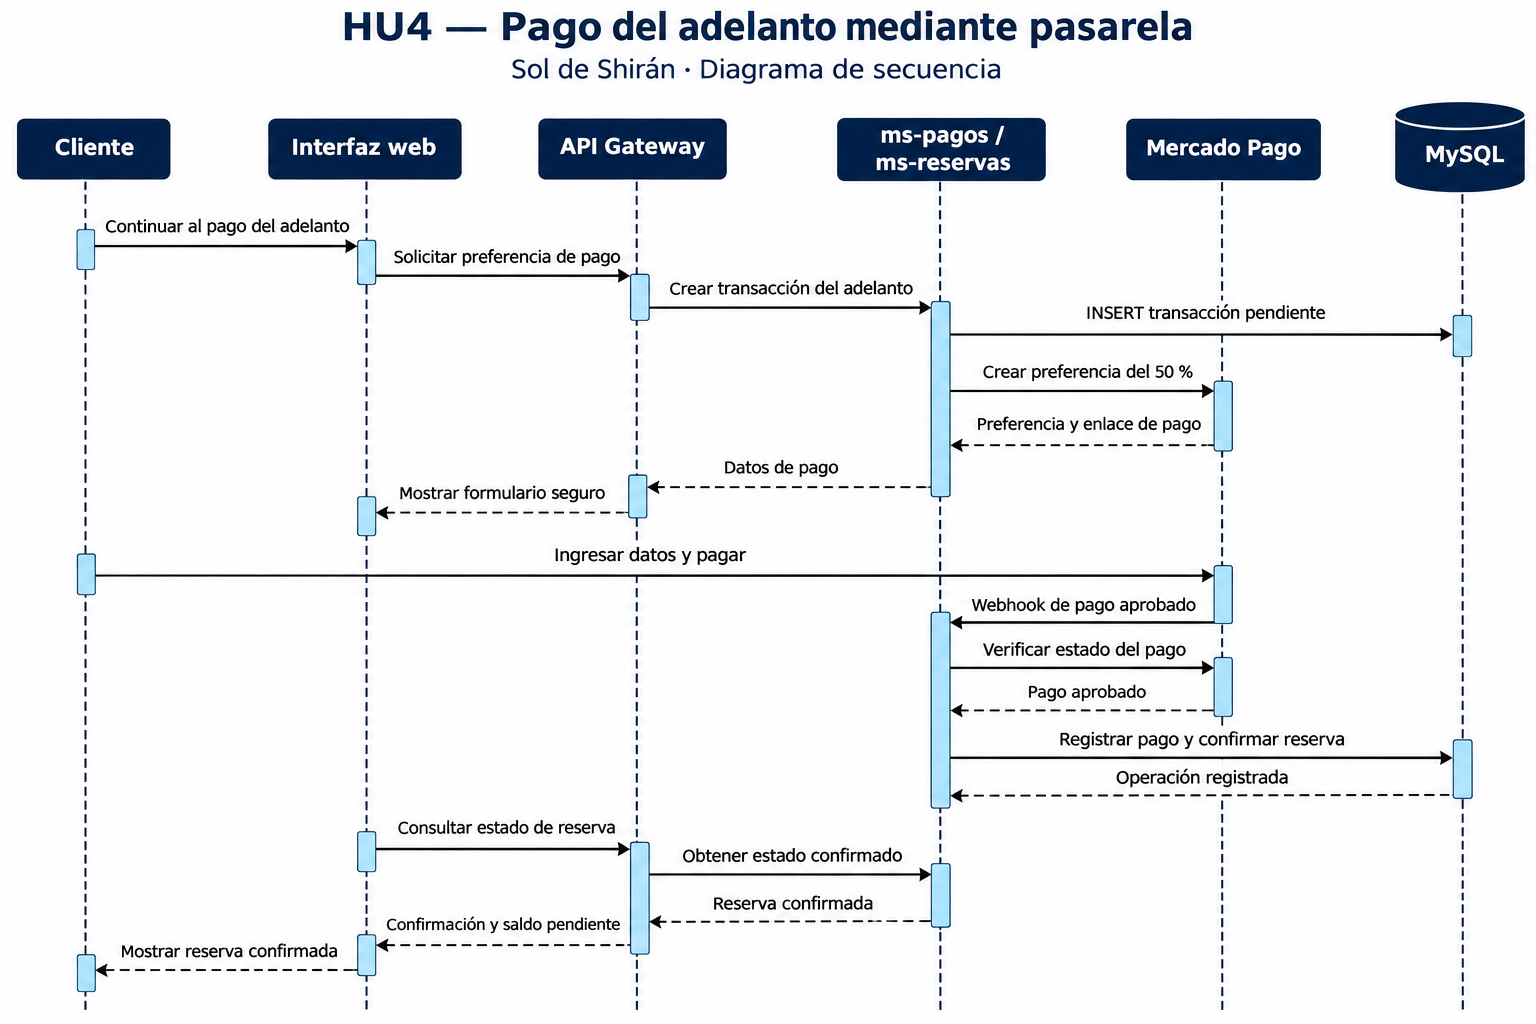 HU4 — Pago del adelanto mediante pasarela
Sol de Shirán · Diagrama de secuencia
Cliente
Interfaz web
API Gateway
ms-pagos /
ms-reservas
Mercado Pago
MySQL
Continuar al pago del adelanto
Solicitar preferencia de pago
Crear transacción del adelanto
INSERT transacción pendiente
Crear preferencia del 50 %
Preferencia y enlace de pago
Datos de pago
Mostrar formulario seguro
Ingresar datos y pagar
Webhook de pago aprobado
Verificar estado del pago
Pago aprobado
Registrar pago y confirmar reserva
Operación registrada
Consultar estado de reserva
Obtener estado confirmado
Reserva confirmada
Confirmación y saldo pendiente
Mostrar reserva confirmada